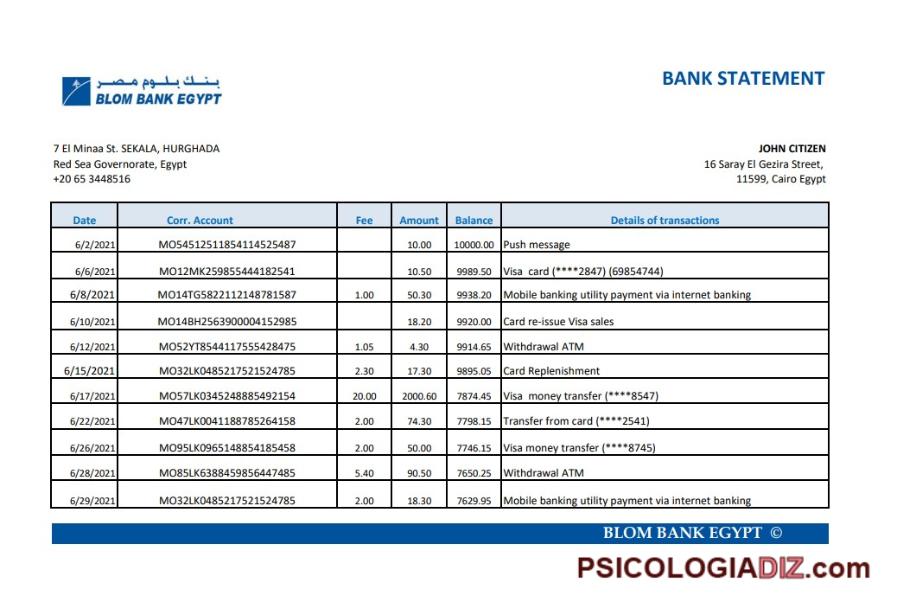 بنك بلوم مصر
BLOM BANK EGYPT
BANK STATEMENT
7 El Minaa St. SEKALA, HURGHADA
Red Sea Governorate, Egypt
+20 65 3448516
JOHN CITIZEN
16 Saray El Gezira Street,
11599, Cairo Egypt
Date Corr. Account Fee Amount Balance Details of transactions
6/2/2021 MO54512511854114525487 10.00 10000.00 Push message
6/6/2021 MO12MK259855444182541 10.50 9989.50 Visa card (****2847) (69854744)
6/8/2021 MO14TG5822112148781587 1.00 50.30 9938.20 Mobile banking utility payment via internet banking
6/10/2021 MO14BH2563900004152985 18.20 9920.00 Card re-issue Visa sales
6/12/2021 MO52YT8544117555428475 1.05 4.30 9914.65 Withdrawal ATM
6/15/2021 MO32LK0485217521524785 2.30 17.30 9895.05 Card Replenishment
6/17/2021 MO57LK0345248885492154 20.00 2000.60 7874.45 Visa money transfer (****8547)
6/22/2021 MO47LK0041188785264158 2.00 74.30 7798.15 Transfer from card (****2541)
6/26/2021 MO95LK0965148854185458 2.00 50.00 7746.15 Visa money transfer (****8745)
6/28/2021 MO85LK6388459856447485 5.40 90.50 7650.25 Withdrawal ATM
6/29/2021 MO32LK0485217521524785 2.00 18.30 7629.95 Mobile banking utility payment via internet banking
BLOM BANK EGYPT ©
PSICOLOGIADIZ.com